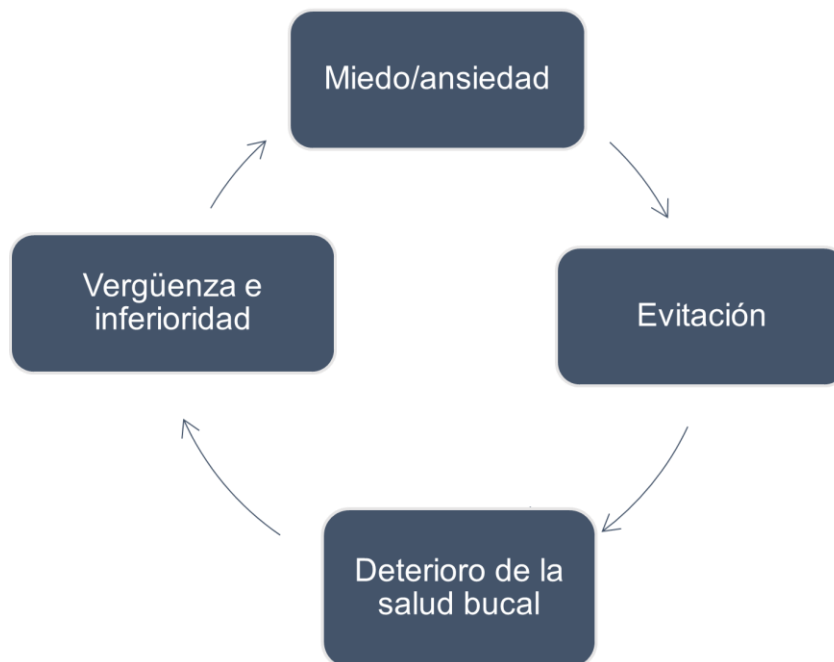 Miedo/ansiedad
Evitación
Deterioro de la
salud bucal
Vergüenza e
inferioridad